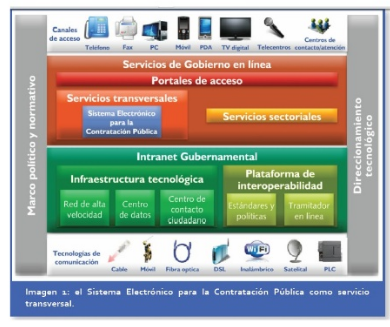 Canales
de acceso
Telefono
Fax
PC
Móvil
PDA
TV digital
Telecentros
Centros de
contacto/atención
Marco político y normativo
Direccionamiento
tecnológico
Servicios de Gobierno en línea
Portales de acceso
Servicios transversales
Sistema Electrónico
para la
Contratación Pública
Servicios sectoriales
Intranet Gubernamental
Infraestructura tecnológica
Red de alta
velocidad
Centro
de datos
Centro de
contacto
ciudadano
Plataforma de
interoperabilidad
Estándares y
políticas
Tramitador
en línea
Tecnologías de
comunicación
Cable
Móvil
Fibra optica
DSL
Wi Fi
Inalámbrico
Satelital
PLC
Imagen 1: el Sistema Electrónico para la Contratación Pública como servicio
transversal.